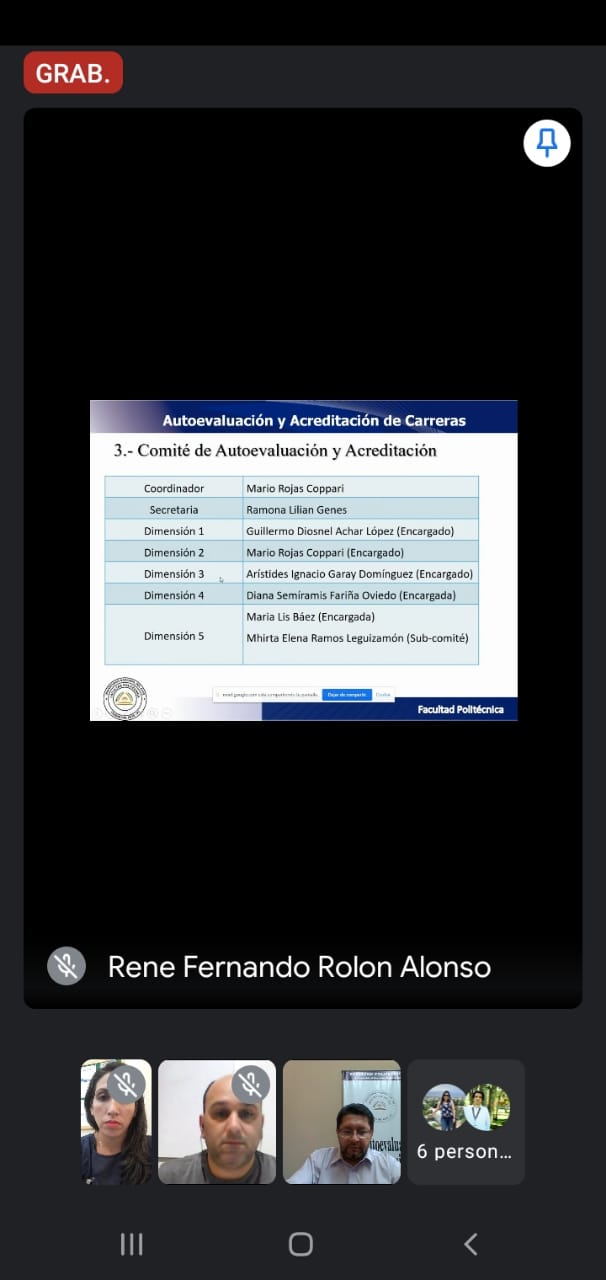 GRAB.
Autoevaluación y Acreditación de Carreras
3.- Comité de Autoevaluación y Acreditación
Coordinador Mario Rojas Coppari
Secretaria Ramona Lilian Genes
Dimensión 1 Guillermo Diosnel Achar López (Encargado)
Dimensión 2 Mario Rojas Coppari (Encargado)
Dimensión 3 Arístides Ignacio Garay Domínguez (Encargado)
Dimensión 4 Diana Semíramis Fariña Oviedo (Encargada)
Maria Lis Báez (Encargada)
Dimensión 5 Mhirta Elena Ramos Leguizamón (Sub-comité)
meet.google.com está compartiendo tu pantalla. Dejar de compartir Ocultar
Facultad Politécnica
Rene Fernando Rolon Alonso
6 person...